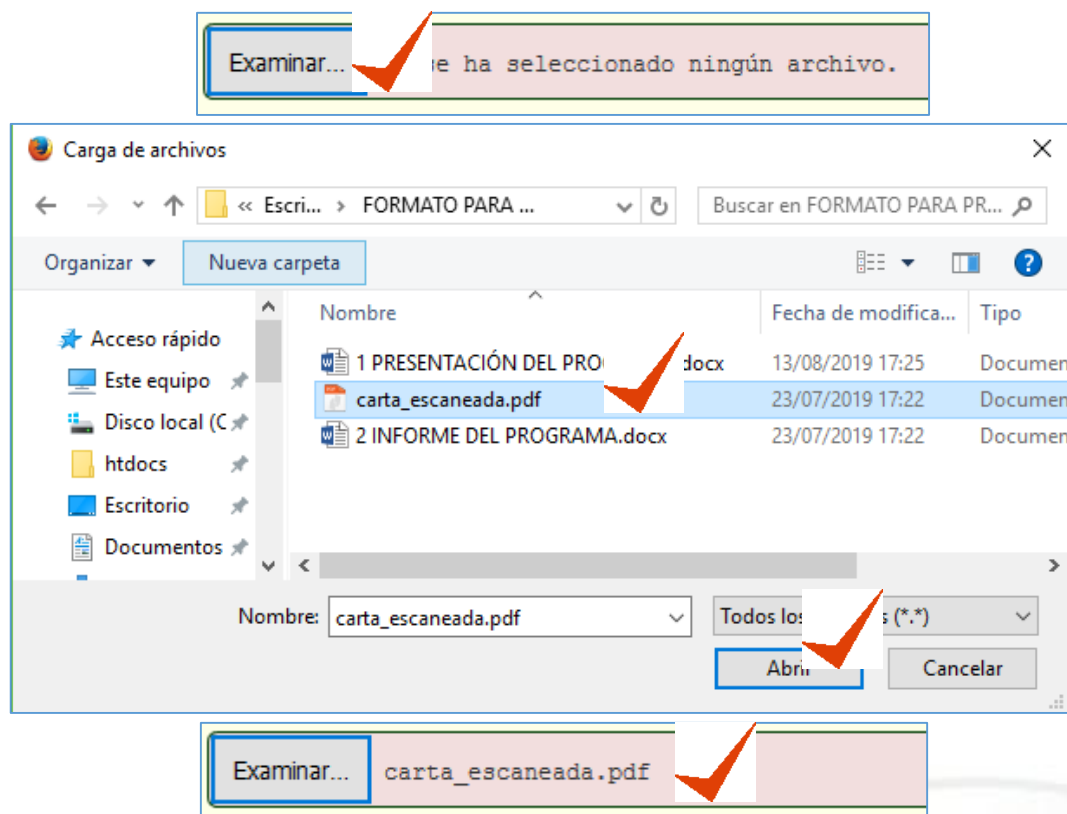 Examinar... se ha seleccionado ningún archivo.
Carga de archivos
« Escri... › FORMATO PARA ... Buscar en FORMATO PARA PR...
Organizar Nueva carpeta ?
Nombre Fecha de modifica... Tipo
Acceso rápido
Este equipo
Disco local (C
htdocs
Escritorio
Documentos
1 PRESENTACIÓN DEL PRO docx 13/08/2019 17:25 Documen
carta_escaneada.pdf 23/07/2019 17:22 Documen
2 INFORME DEL PROGRAMA.docx 23/07/2019 17:22 Documen
Nombre: carta_escaneada.pdf Todos los s (*.*)
Abrir Cancelar
Examinar... carta_escaneada.pdf